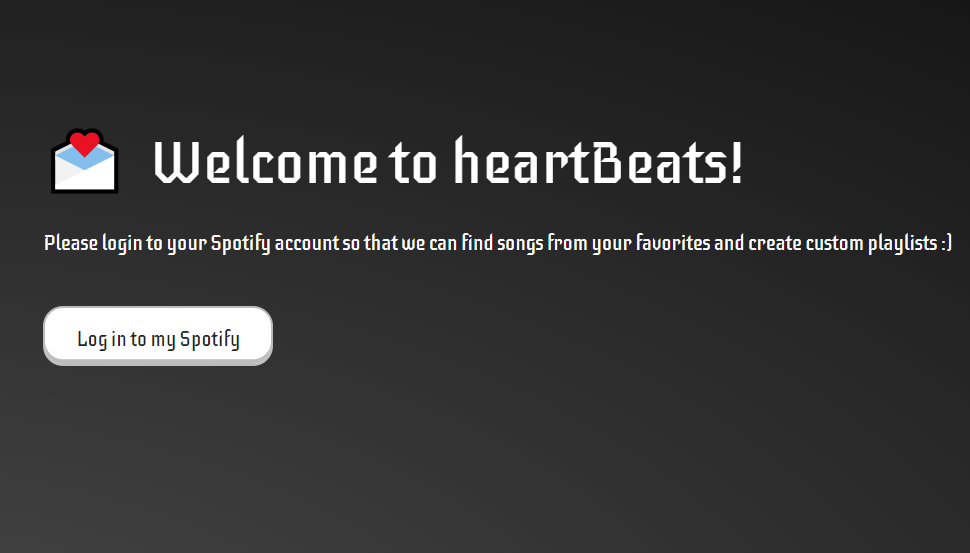 Welcome to heartBeats!
Please login to your Spotify account so that we can find songs from your favorites and create custom playlists :)
Log in to my Spotify